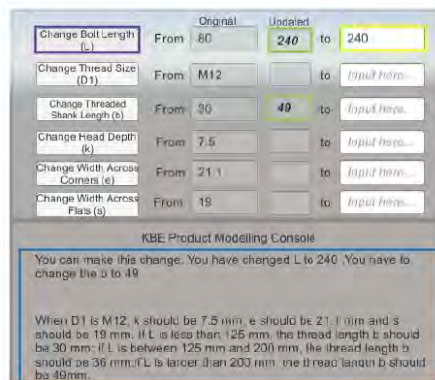 Original Updated
Change Bolt Length (L) From 80 240 to 240
Change Thread Size (D1) From M12 to Input here...
Change Threaded Shank Length (b) From 30 49 to Input here...
Change Head Depth (k) From 7.5 to Input here...
Change Width Across Corners (e) From 21.1 to Input here...
Change Width Across Flats (s) From 19 to Input here...
KBE Product Modelling Console
You can make this change. You have changed L to 240 .You have to
change the b to 49
When D1 is M12, k should be 7.5 mm, e should be 21.1 mm and s
should be 19 mm. If L is less than 125 mm, the thread length b should
be 30 mm; if L is between 125 mm and 200 mm, the thread length b
should be 36 mm;if L is larger than 200 mm, the thread length b should
be 49mm.